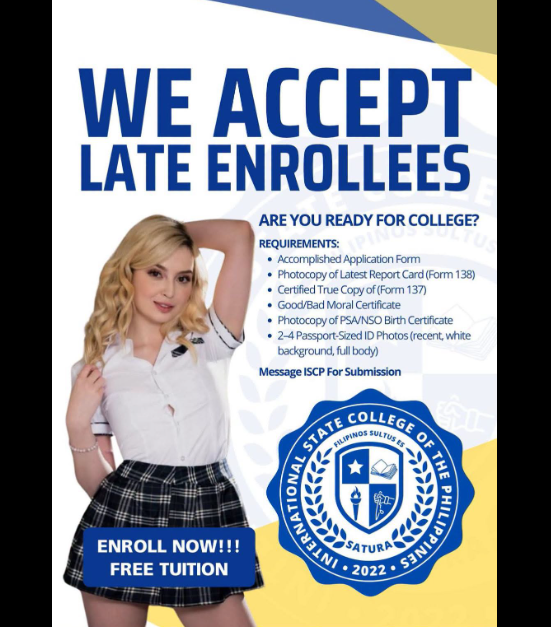 WE ACCEPT
LATE ENROLLEES
ARE YOU READY FOR COLLEGE?
REQUIREMENTS:
• Accomplished Application Form
• Photocopy of Latest Report Card (Form 138)
• Certified True Copy of (Form 137)
• Good/Bad Moral Certificate
• Photocopy of PSA/NSO Birth Certificate
• 2–4 Passport-Sized ID Photos (recent, white
background, full body)
Message ISCP For Submission
INTERNATIONAL STATE COLLEGE OF THE PHILIPPINES
FILIPINOS SULTUS ES
SATURA
• 2022 •
ENROLL NOW!!!
FREE TUITION